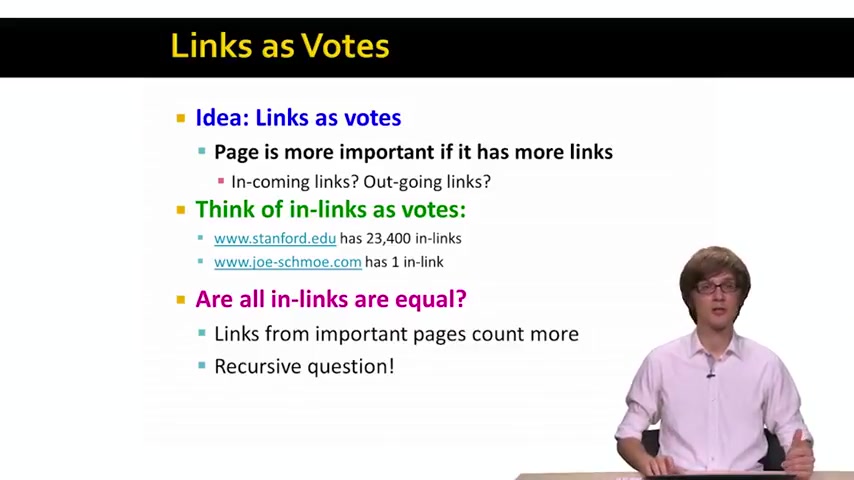 Links as Votes
Idea: Links as votes
Page is more important if it has more links
In-coming links? Out-going links?
Think of in-links as votes:
www.stanford.edu has 23,400 in-links
www.joe-schmoe.com has 1 in-link
Are all in-links are equal?
Links from important pages count more
Recursive question!